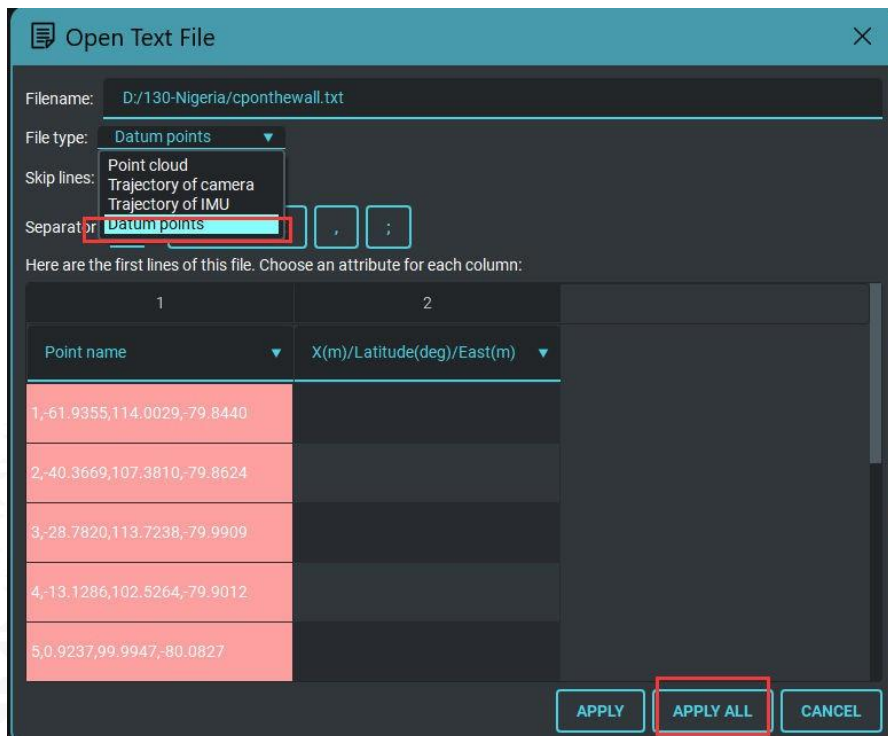 Open Text File
Filename: D:/130-Nigeria/cponthewall.txt
File type: Datum points
Point cloud
Skip lines: Trajectory of camera
Trajectory of IMU
Separator Datum points , ;
Here are the first lines of this file. Choose an attribute for each column:
1 2
Point name X(m)/Latitude(deg)/East(m)
1,-61.9355,114.0029,-79.8440
2,-40.3669,107.3810,-79.8624
3,-28.7820,113.7238,-79.9909
4,-13.1286,102.5264,-79.9012
5,0.9237,99.9947,-80.0827
APPLY APPLY ALL CANCEL